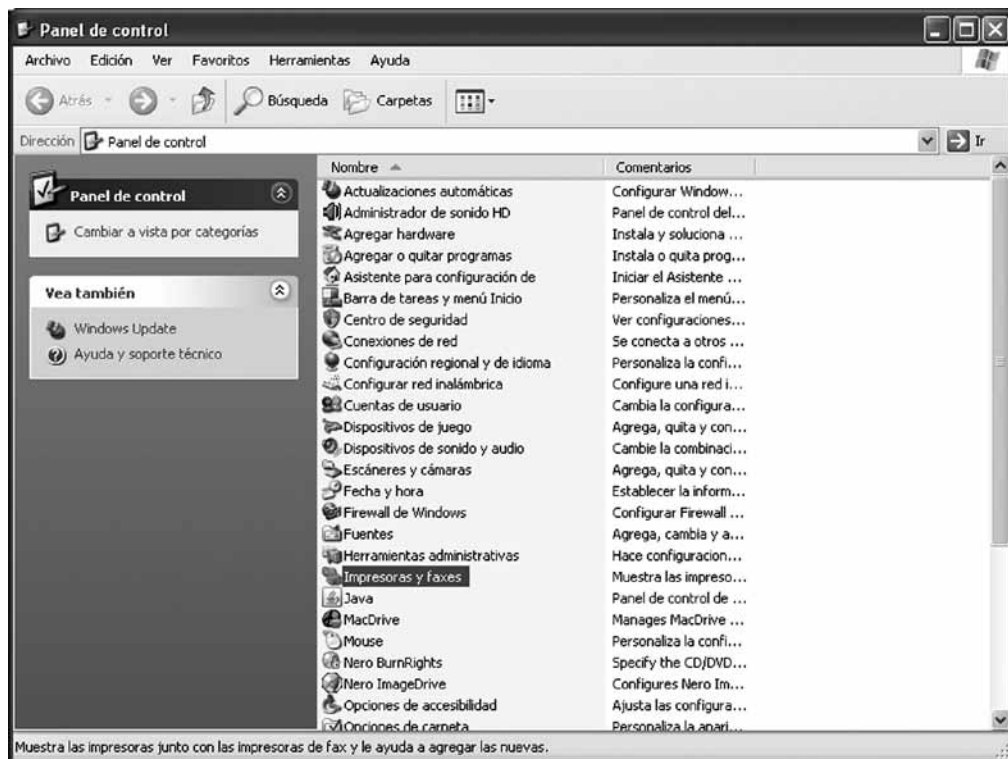 Panel de control
Archivo Edición Ver Favoritos Herramientas Ayuda
Atrás Búsqueda Carpetas
Dirección Panel de control Ir
Panel de control
Cambiar a vista por categorías
Vea también
Windows Update
Ayuda y soporte técnico
Nombre Comentarios
Actualizaciones automáticas Configurar Window...
Administrador de sonido HD Panel de control del...
Agregar hardware Instala y soluciona ...
Agregar o quitar programas Instala o quita prog...
Asistente para configuración de Iniciar el Asistente ...
Barra de tareas y menú Inicio Personaliza el menú...
Centro de seguridad Ver configuraciones...
Conexiones de red Se conecta a otros ...
Configuración regional y de idioma Personaliza la confi...
Configurar red inalámbrica Configure una red i...
Cuentas de usuario Cambia la configura...
Dispositivos de juego Agrega, quita y con...
Dispositivos de sonido y audio Cambie la combinaci...
Escáneres y cámaras Agrega, quita y con...
Fecha y hora Establecer la inform...
Firewall de Windows Configurar Firewall ...
Fuentes Agrega, cambia y a...
Herramientas administrativas Hace configuracion...
Impresoras y faxes Muestra las impreso...
Java Panel de control de ...
MacDrive Manages MacDrive ...
Mouse Personaliza la confi...
Nero BurnRights Specify the CD/DVD...
Nero ImageDrive Configures Nero Im...
Opciones de accesibilidad Ajusta las configura...
Opciones de carpeta Personaliza la apari...
Muestra las impresoras junto con las impresoras de fax y le ayuda a agregar las nuevas.